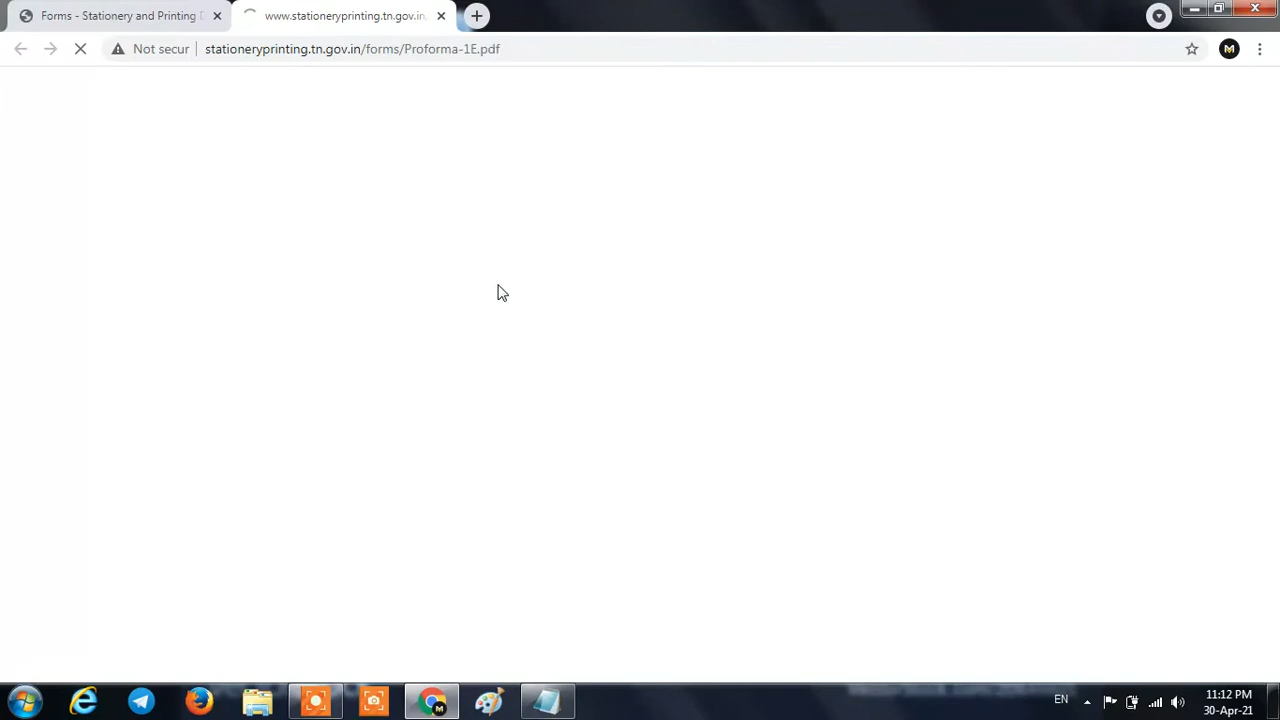 Forms - Stationery and Printing D
www.stationeryprinting.tn.gov.in.
Not secur
stationeryprinting.tn.gov.in/forms/Proforma-1E.pdf
M
M
EN
11:12 PM
30-Apr-21